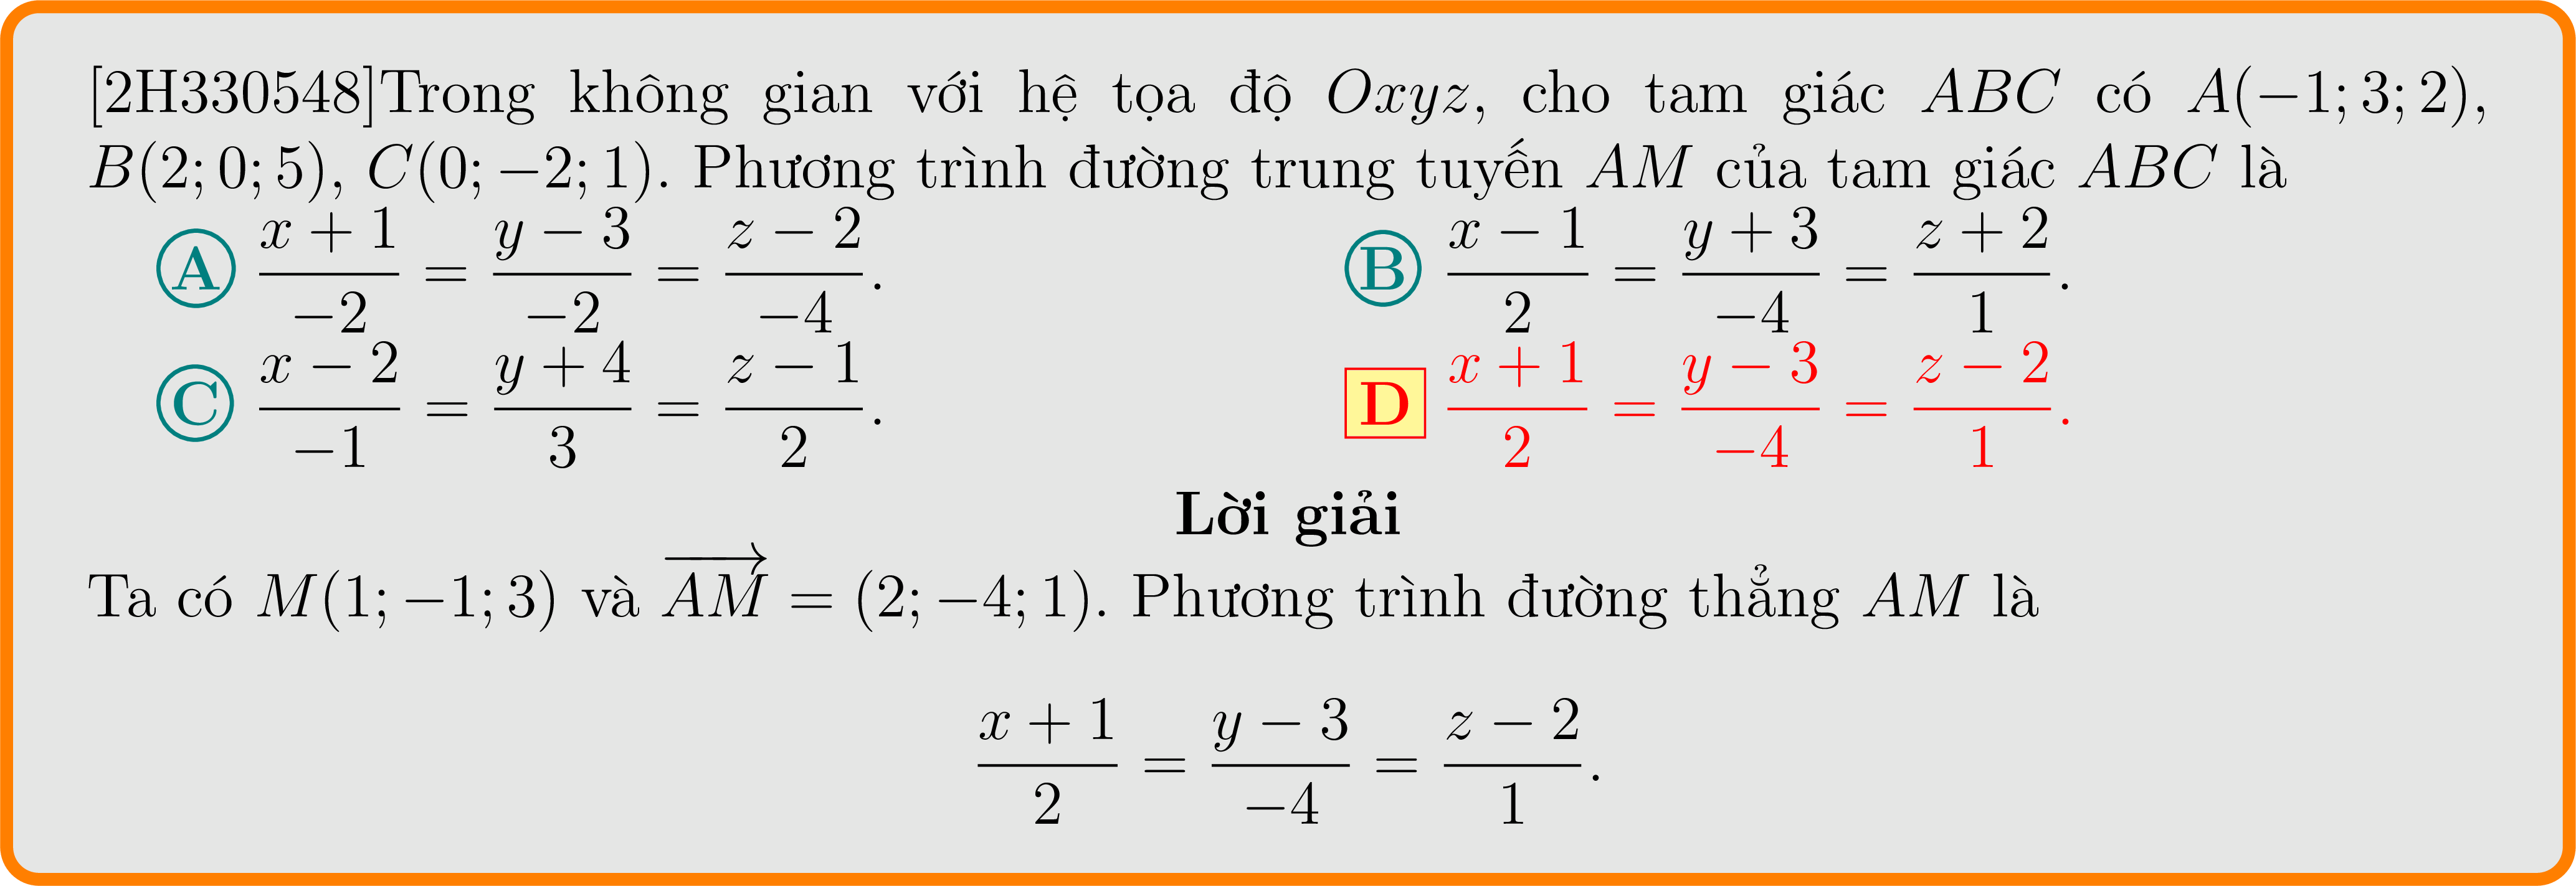 [2H330548]Trong không gian với hệ tọa độ Oxyz, cho tam giác ABC có A(−1; 3; 2),
B(2; 0; 5), C(0; −2; 1). Phương trình đường trung tuyến AM của tam giác ABC là
A \frac{x + 1}{−2} = \frac{y − 3}{−2} = \frac{z − 2}{−4}. B \frac{x − 1}{2} = \frac{y + 3}{−4} = \frac{z + 2}{1}.
C \frac{x − 2}{−1} = \frac{y + 4}{3} = \frac{z − 1}{2}. D \frac{x + 1}{2} = \frac{y − 3}{−4} = \frac{z − 2}{1}.
Lời giải
Ta có M(1; −1; 3) và \overrightarrow{AM} = (2; −4; 1). Phương trình đường thẳng AM là
\frac{x + 1}{2} = \frac{y − 3}{−4} = \frac{z − 2}{1}.